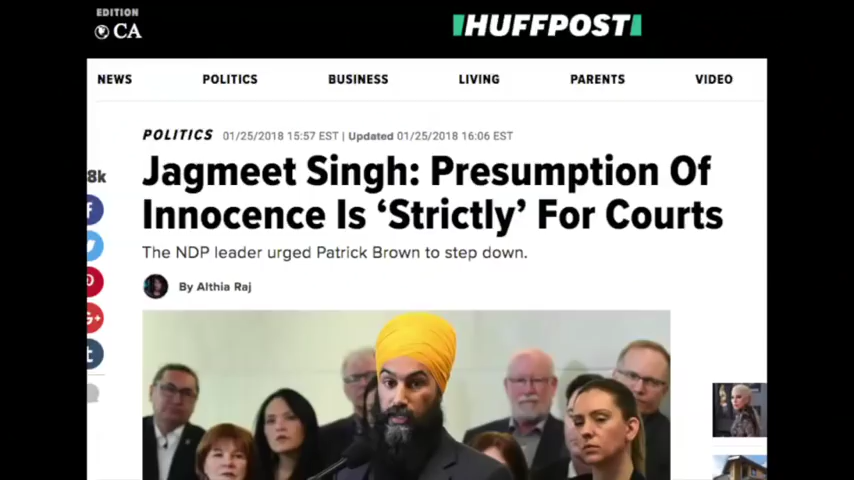 EDITION
CA
HUFFPOST
NEWS POLITICS BUSINESS LIVING PARENTS VIDEO
POLITICS 01/25/2018 15:57 EST | Updated 01/25/2018 16:06 EST
Jagmeet Singh: Presumption Of
Innocence Is ‘Strictly’ For Courts
The NDP leader urged Patrick Brown to step down.
By Althia Raj
8k